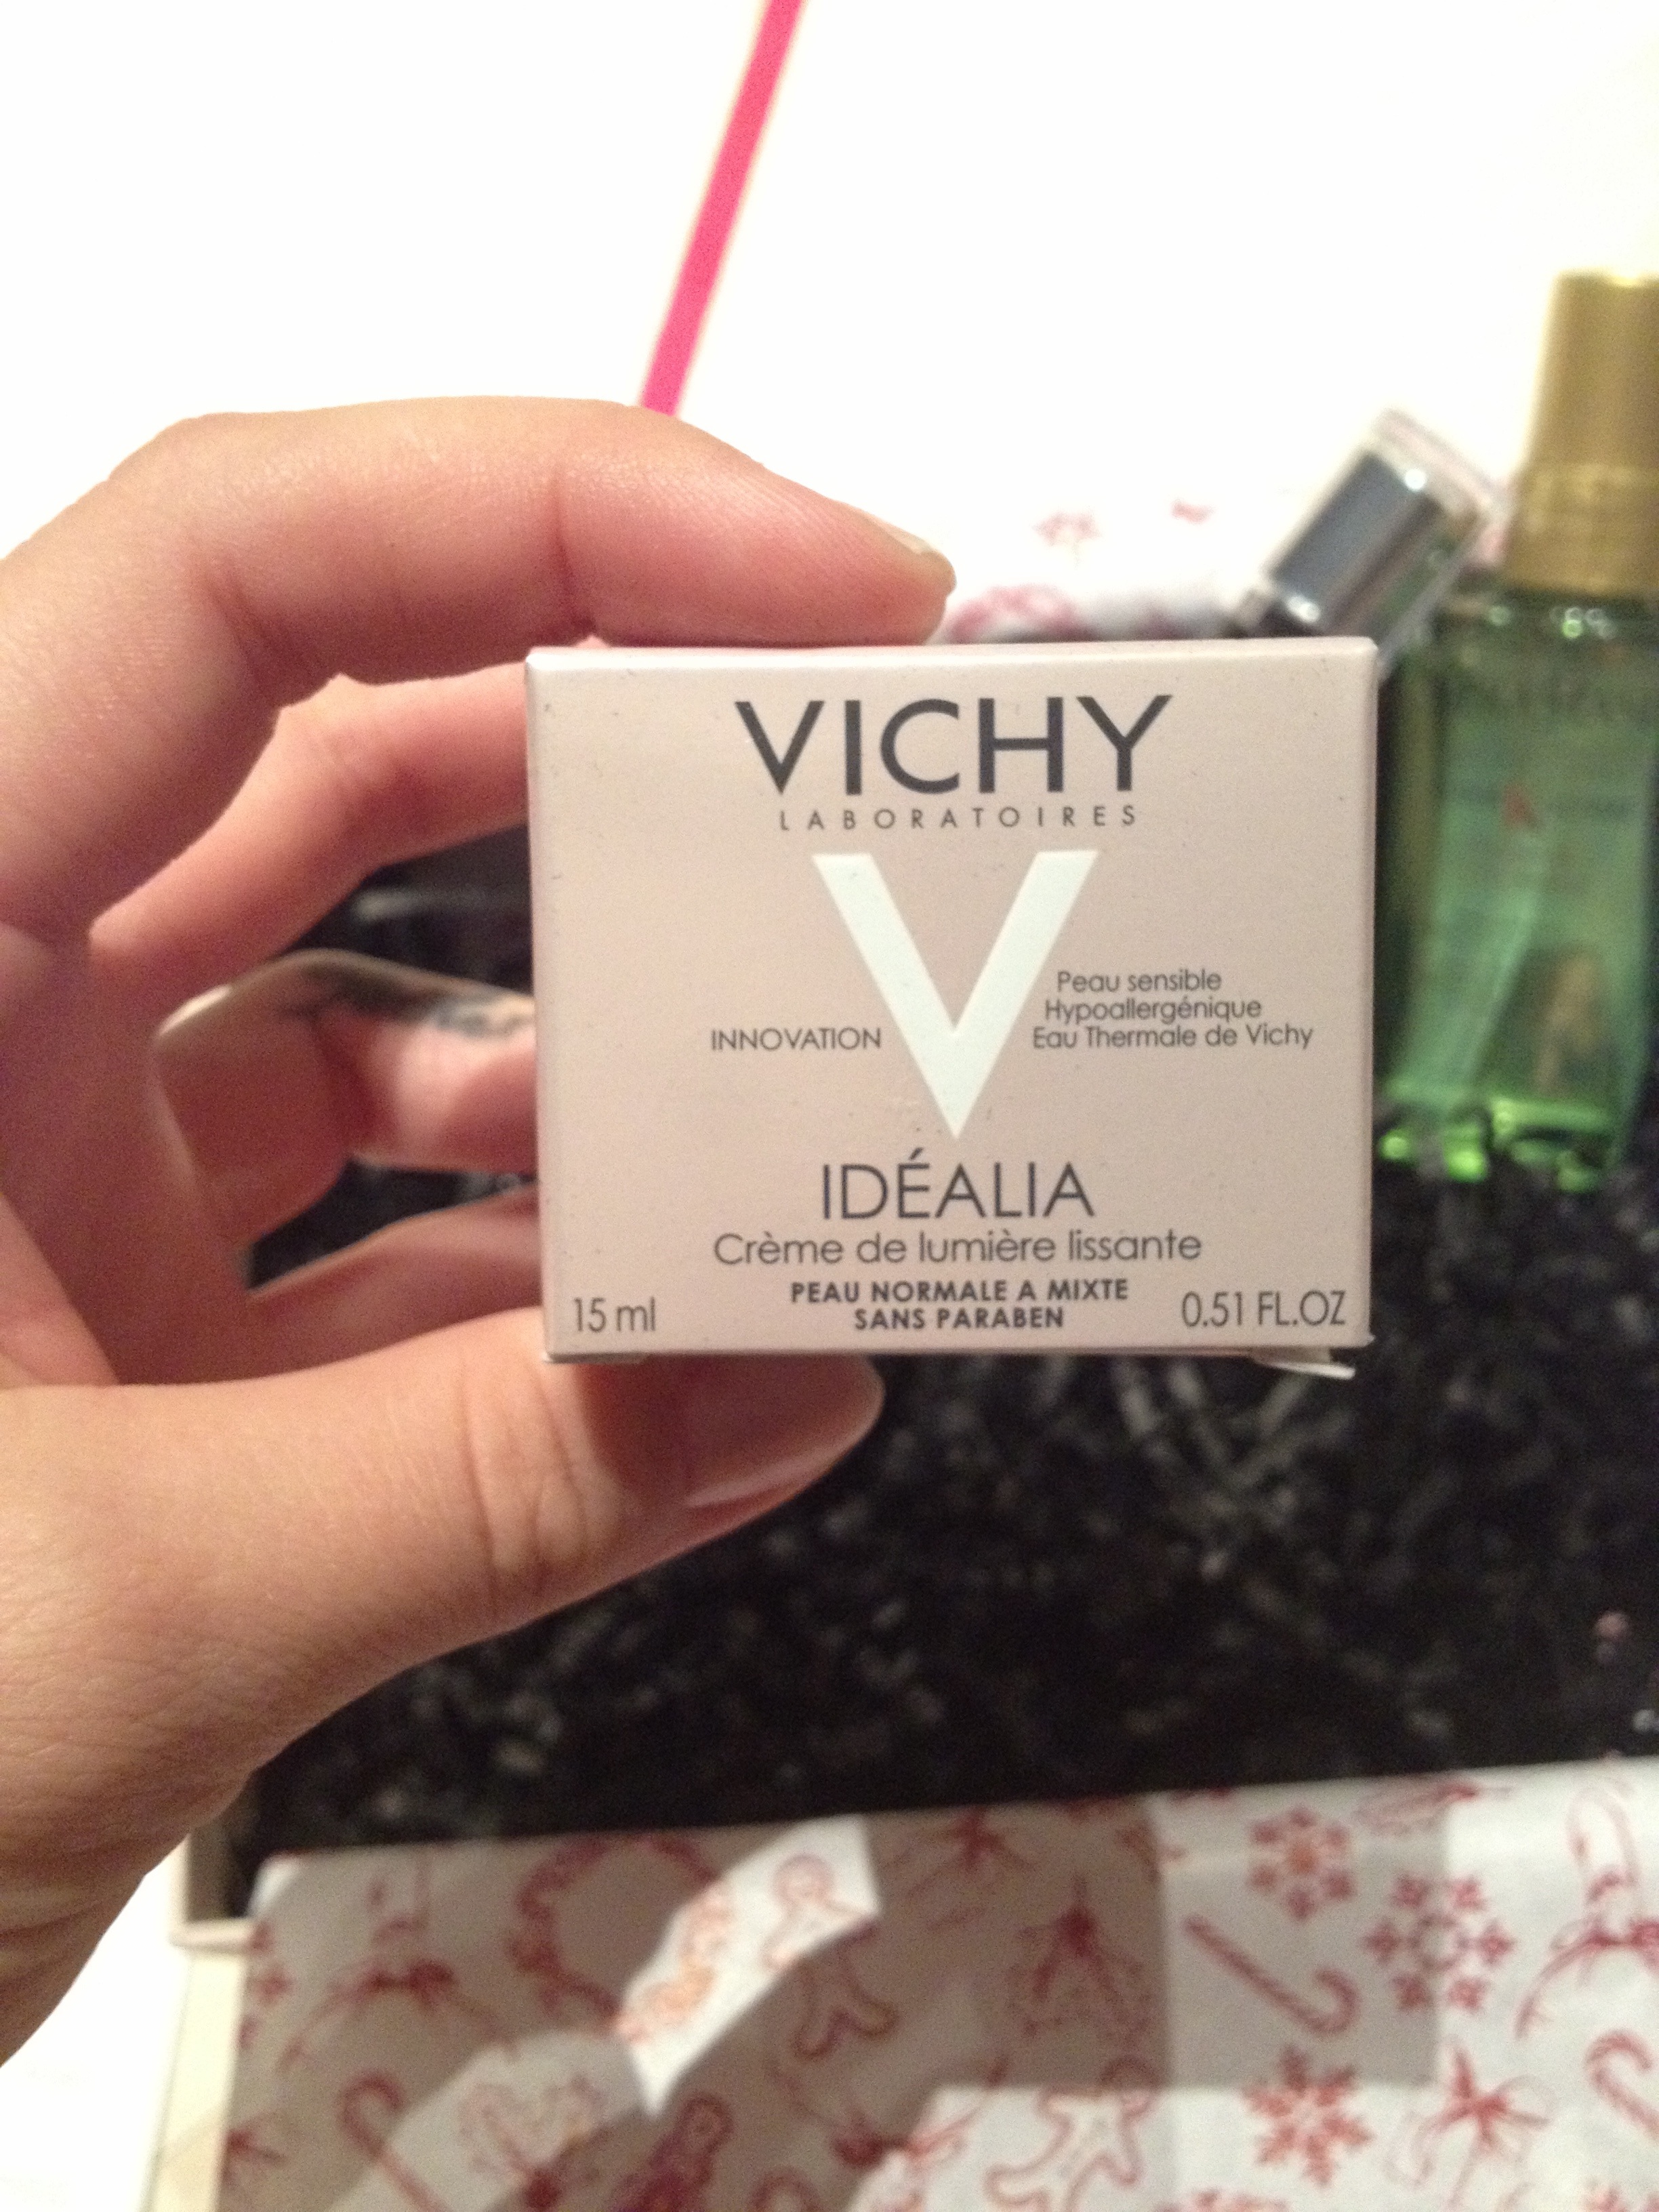 VICHY
LABORATOIRES
V
Peau sensible
Hypoallergénique
INNOVATION Eau Thermale de Vichy
IDÉALIA
Crème de lumière lissante
PEAU NORMALE A MIXTE
SANS PARABEN
15 ml 0.51 FL.OZ